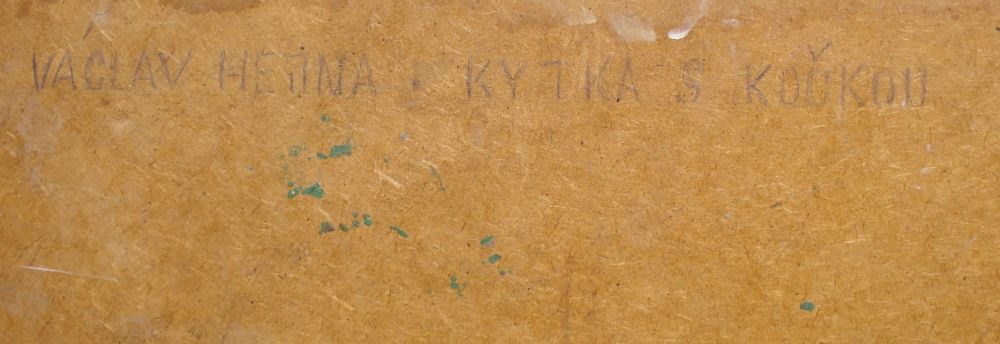 VÁCLAV HEJNA , KYTKA S KOČKOU